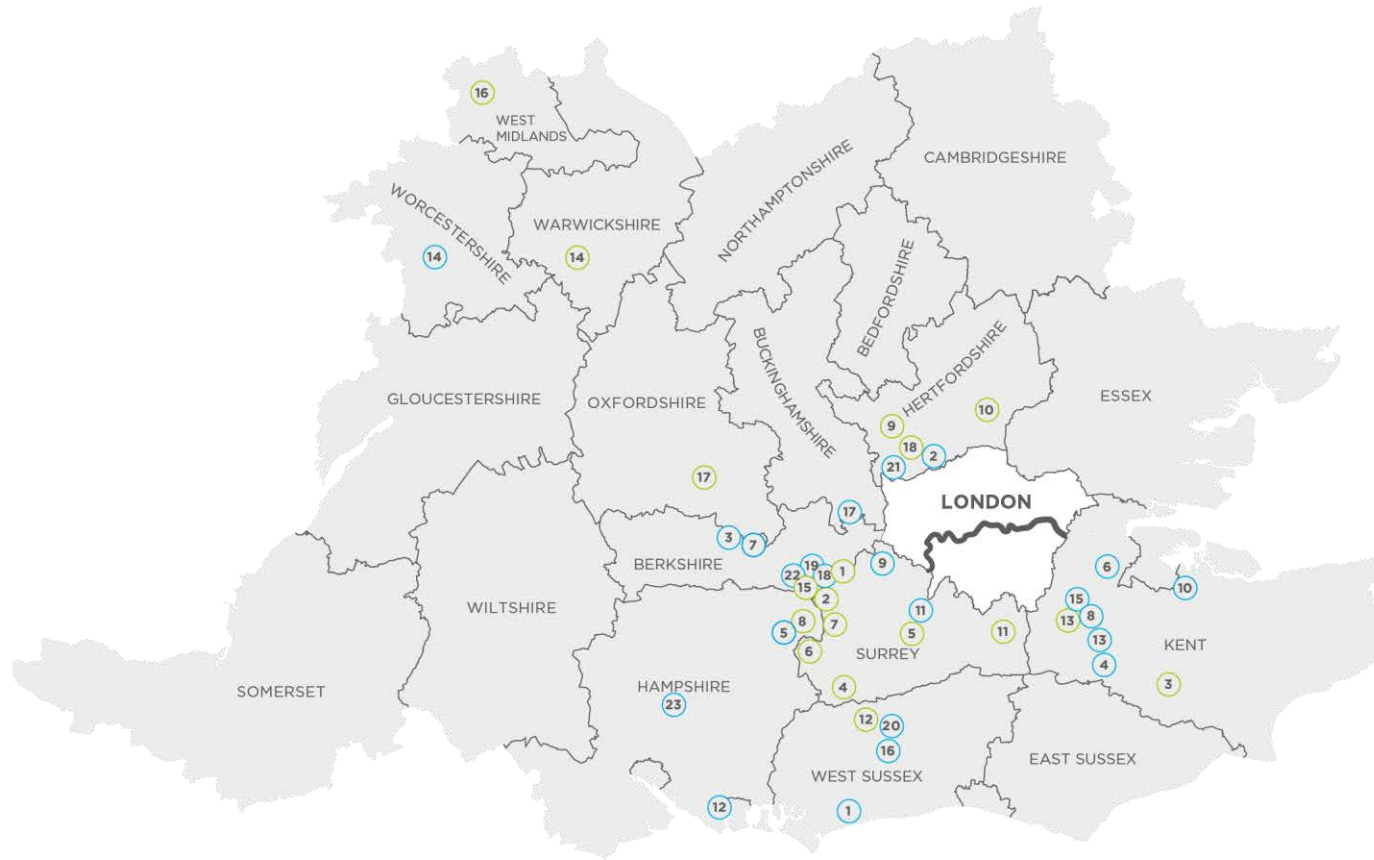 16
WEST
MIDLANDS
CAMBRIDGESHIRE
NORTHAMPTONSHIRE
WORCESTERSHIRE
WARWICKSHIRE
14
14
BEDFORDSHIRE
BUCKINGHAMSHIRE
HERTFORDSHIRE
GLOUCESTERSHIRE
OXFORDSHIRE
ESSEX
10
9
18
2
21
17
LONDON
17
3
7
BERKSHIRE
19
22
18
1
9
6
15
10
2
WILTSHIRE
15
11
8
13
8
7
5
5
11
13
KENT
6
SURREY
4
4
3
SOMERSET
HAMPSHIRE
23
12
20
16
EAST SUSSEX
WEST SUSSEX
12
1